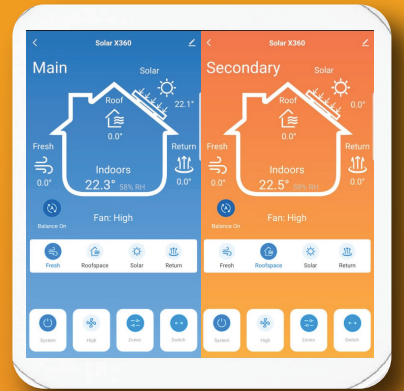 Solar X360
Main
Solar
Roof
22.1°
0.0°
Fresh
Return
0.0°
Indoors
22.3° 58% RH
0.0°
Balance On
Fan: High
Fresh
Roofspace
Solar
Return
System
High
Zones
Switch
Solar X360
Secondary
Solar
Roof
0.0°
0.0°
Fresh
Return
0.0°
Indoors
22.5° 58% RH
0.0°
Balance On
Fan: High
Fresh
Roofspace
Solar
Return
System
High
Zones
Switch